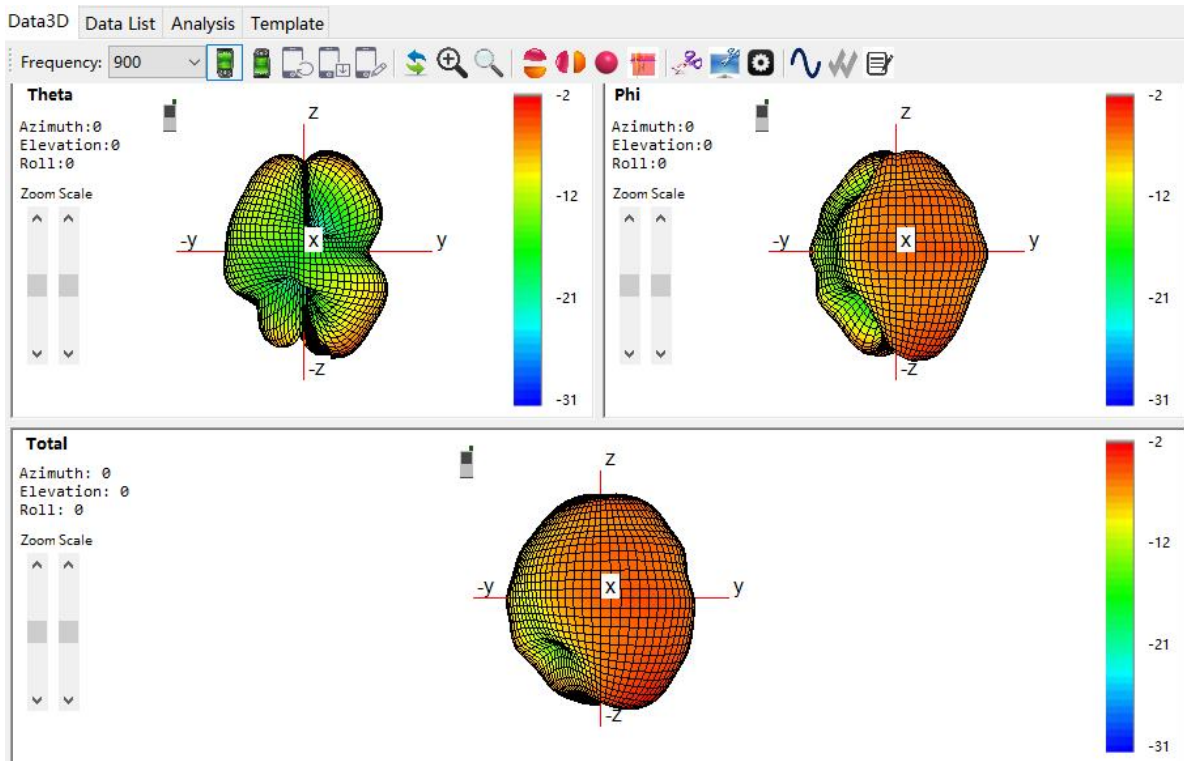 Data3D Data List Analysis Template
Frequency: 900
Theta
Azimuth:0
Elevation:0
Roll:0
Zoom Scale
z
-y x y
-z
-2
-12
-21
-31
Phi
Azimuth:0
Elevation:0
Roll:0
Zoom Scale
z
-y x y
-z
-2
-12
-21
-31
Total
Azimuth: 0
Elevation: 0
Roll: 0
Zoom Scale
z
-y x y
-z
-2
-12
-21
-31